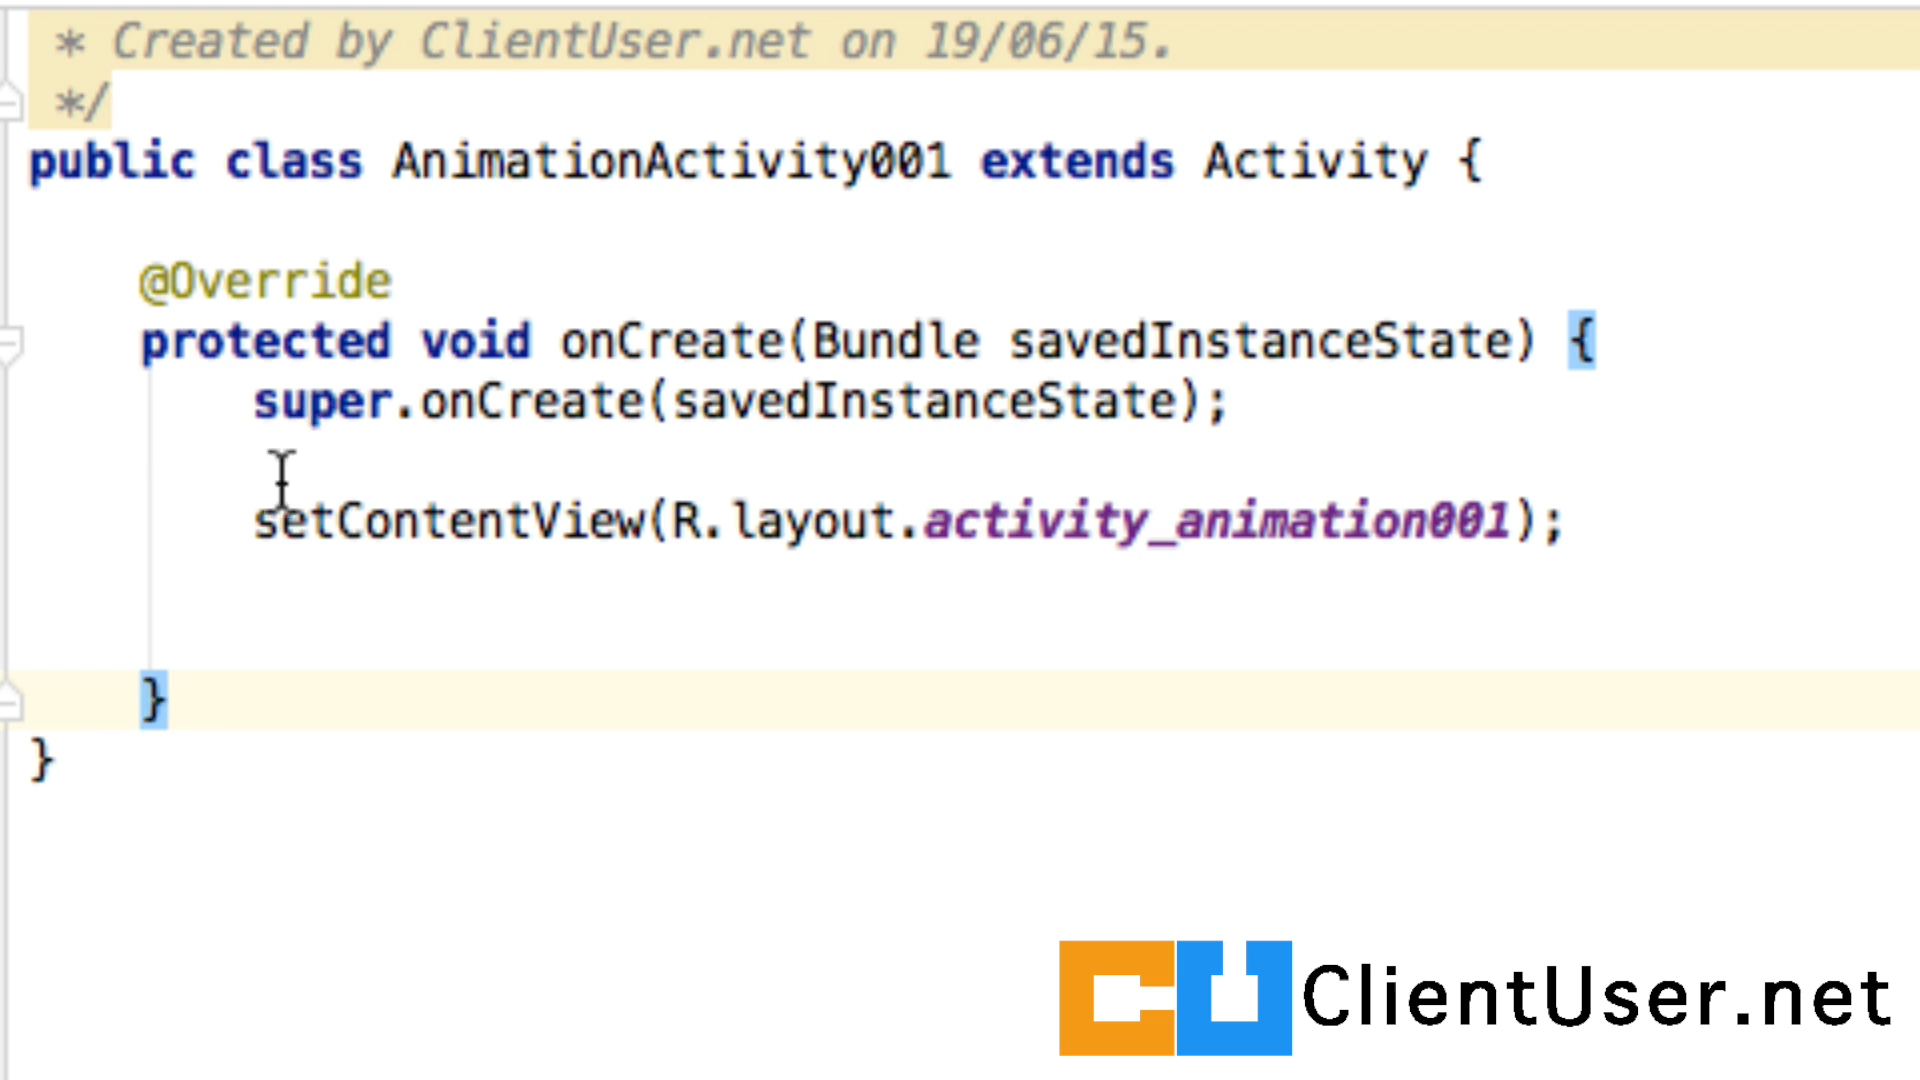 * Created by ClientUser.net on 19/06/15.
*/
public class AnimationActivity001 extends Activity {
@Override
protected void onCreate(Bundle savedInstanceState) {
super.onCreate(savedInstanceState);
setContentView(R.layout.activity_animation001);
}
}
CU ClientUser.net